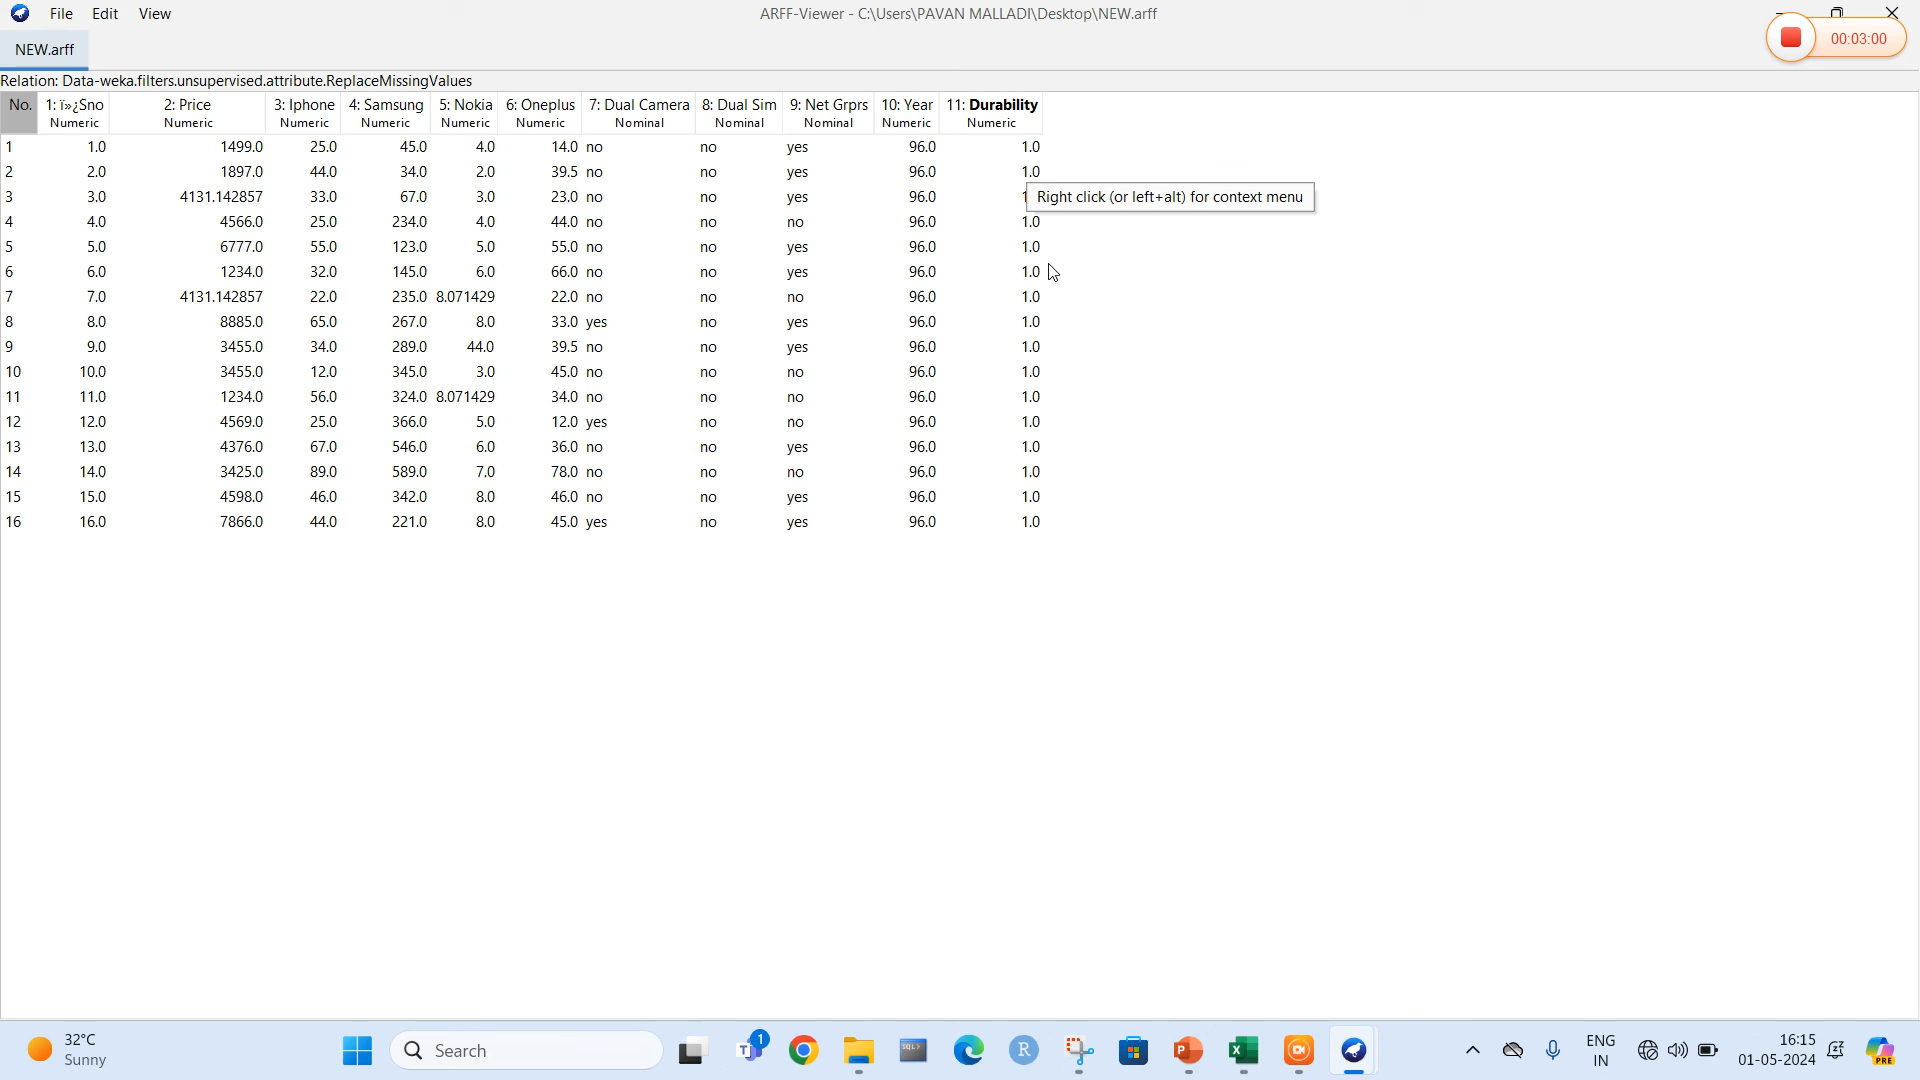 File Edit View
ARFF-Viewer - C:\Users\PAVAN MALLADI\Desktop\NEW.arff
00:03:00
NEW.arff
Relation: Data-weka.filters.unsupervised.attribute.ReplaceMissingValues
No. 1: ï»¿Sno 2: Price 3: Iphone 4: Samsung 5: Nokia 6: Oneplus 7: Dual Camera 8: Dual Sim 9: Net Grprs 10: Year 11: Durability
Numeric Numeric Numeric Numeric Numeric Numeric Nominal Nominal Nominal Numeric Numeric
1 1.0 1499.0 25.0 45.0 4.0 14.0 no no yes 96.0 1.0
2 2.0 1897.0 44.0 34.0 2.0 39.5 no no yes 96.0 1.0
3 3.0 4131.142857 33.0 67.0 3.0 23.0 no no yes 96.0 Right click (or left+alt) for context menu
4 4.0 4566.0 25.0 234.0 4.0 44.0 no no no 96.0 1.0
5 5.0 6777.0 55.0 123.0 5.0 55.0 no no yes 96.0 1.0
6 6.0 1234.0 32.0 145.0 6.0 66.0 no no yes 96.0 1.0
7 7.0 4131.142857 22.0 235.0 8.071429 22.0 no no no 96.0 1.0
8 8.0 8885.0 65.0 267.0 8.0 33.0 yes no yes 96.0 1.0
9 9.0 3455.0 34.0 289.0 44.0 39.5 no no yes 96.0 1.0
10 10.0 3455.0 12.0 345.0 3.0 45.0 no no no 96.0 1.0
11 11.0 1234.0 56.0 324.0 8.071429 34.0 no no no 96.0 1.0
12 12.0 4569.0 25.0 366.0 5.0 12.0 yes no no 96.0 1.0
13 13.0 4376.0 67.0 546.0 6.0 36.0 no no yes 96.0 1.0
14 14.0 3425.0 89.0 589.0 7.0 78.0 no no no 96.0 1.0
15 15.0 4598.0 46.0 342.0 8.0 46.0 no no yes 96.0 1.0
16 16.0 7866.0 44.0 221.0 8.0 45.0 yes no yes 96.0 1.0
32°C
Sunny
Search
1
SQL>
R
P
ENG
IN
16:15
01-05-2024
PRE